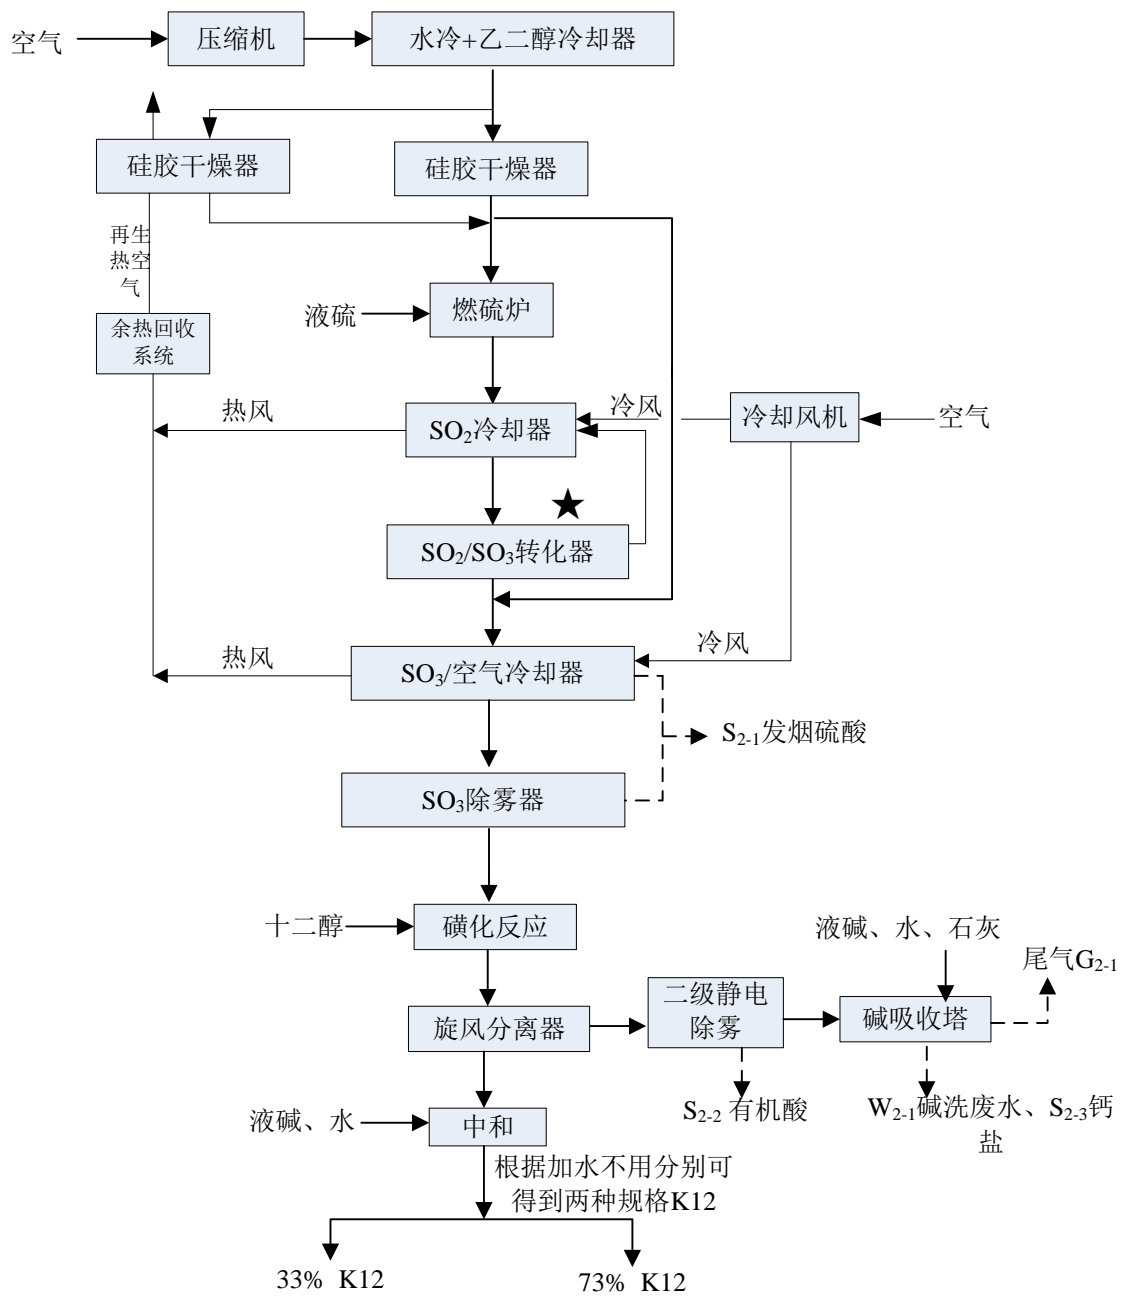 空气
压缩机
水冷+乙二醇冷却器
硅胶干燥器
硅胶干燥器
再生
热空
气
液硫
燃硫炉
余热回收
系统
热风
SO₂冷却器
冷风
冷却风机
空气
★
SO₂/SO₃转化器
热风
SO₃/空气冷却器
冷风
S₂₋₁发烟硫酸
SO₃除雾器
十二醇
磺化反应
液碱、水、石灰
尾气G₂₋₁
旋风分离器
二级静电
除雾
碱吸收塔
S₂₋₂ 有机酸
W₂₋₁碱洗废水、S₂₋₃钙
盐
液碱、水
中和
根据加水不用分别可
得到两种规格K12
33% K12
73% K12